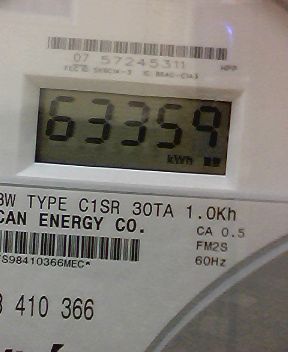 07 57245311
63359
kWh
3W TYPE C1SR 30TA 1.0Kh
CAN ENERGY CO.
CA 0.5
FM2S
60Hz
S98410366MEC*
410 366